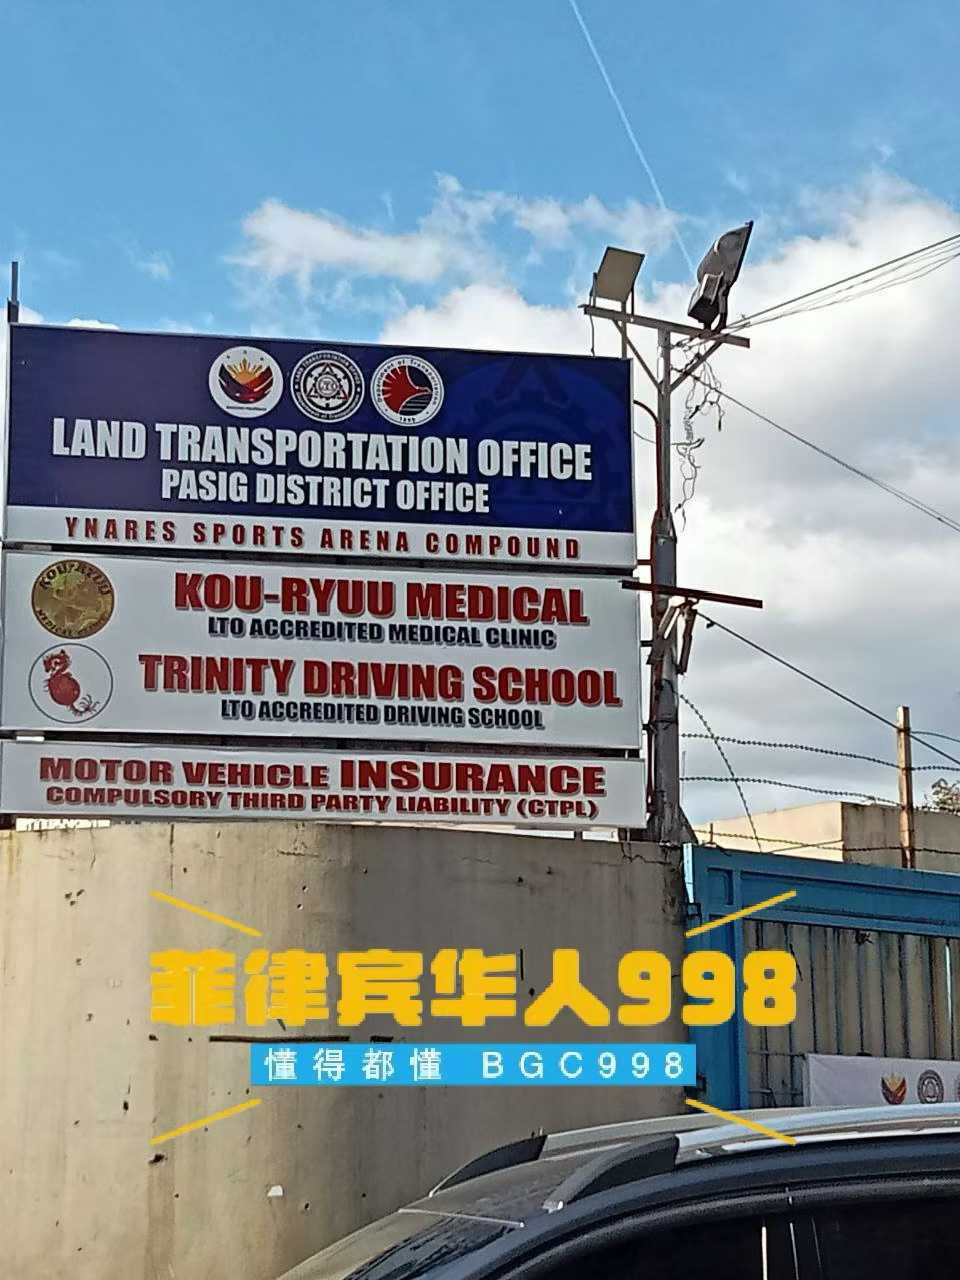 LAND TRANSPORTATION OFFICE
PASIG DISTRICT OFFICE
YNARES SPORTS ARENA COMPOUND
KOU-RYUU MEDICAL
LTO ACCREDITED MEDICAL CLINIC
TRINITY DRIVING SCHOOL
LTO ACCREDITED DRIVING SCHOOL
MOTOR VEHICLE INSURANCE
COMPULSORY THIRD PARTY LIABILITY (CTPL)
菲律宾华人998
懂得都懂 BGC998